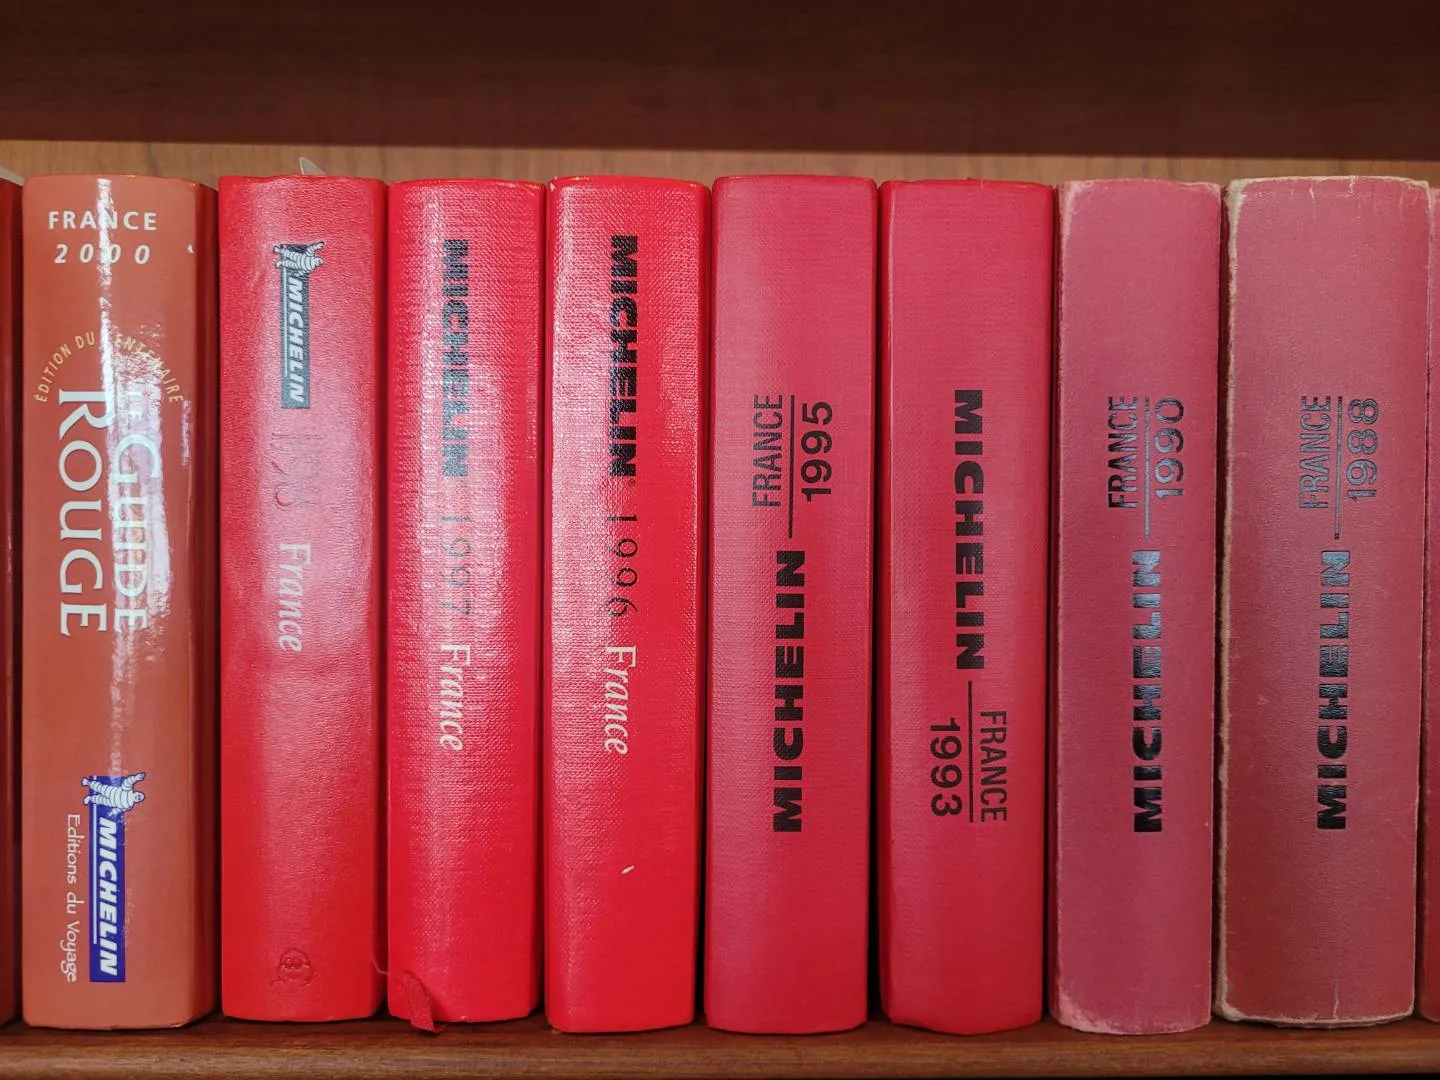 FRANCE
2000
ÉDITION DU CENTENAIRE
LE GUIDE
ROUGE
MICHELIN
Editions du Voyage
MICHELIN
1998
France
MICHELIN 1997 France
MICHELIN 1996 France
MICHELIN
FRANCE
1995
MICHELIN
FRANCE
1993
MICHELIN
FRANCE
1990
MICHELIN
FRANCE
1988